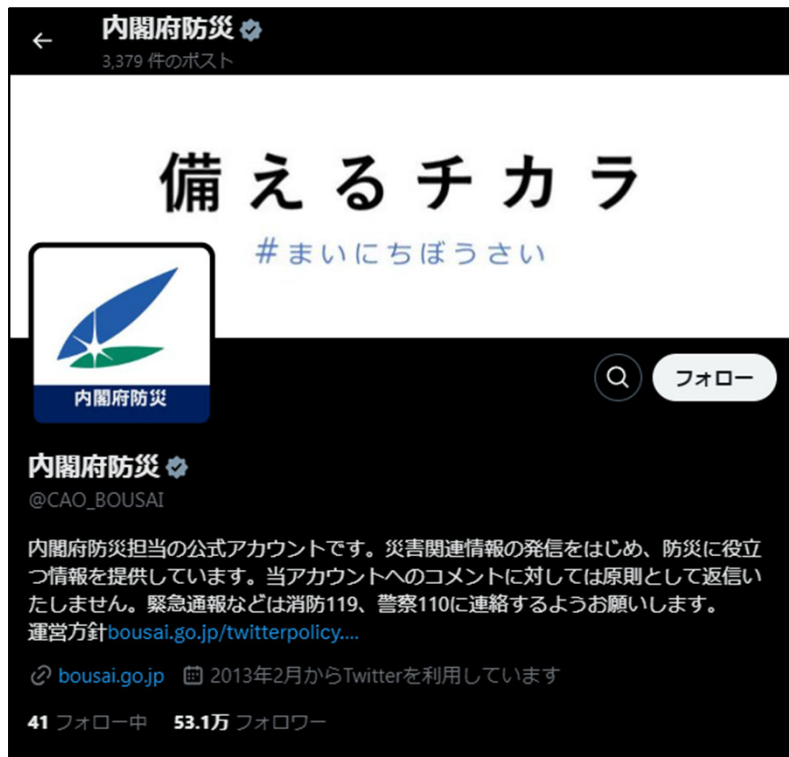 内閣府防災
3,379 件のポスト
備えるチカラ
#まいにちぼうさい
内閣府防災
フォロー
内閣府防災
@CAO_BOUSAI
内閣府防災担当の公式アカウントです。災害関連情報の発信をはじめ、防災に役立
つ情報を提供しています。当アカウントへのコメントに対しては原則として返信い
たしません。緊急通報などは消防119、警察110に連絡するようお願いします。
運営方針bousai.go.jp/twitterpolicy....
bousai.go.jp 2013年2月からTwitterを利用しています
41 フォロー中 53.1万 フォロワー